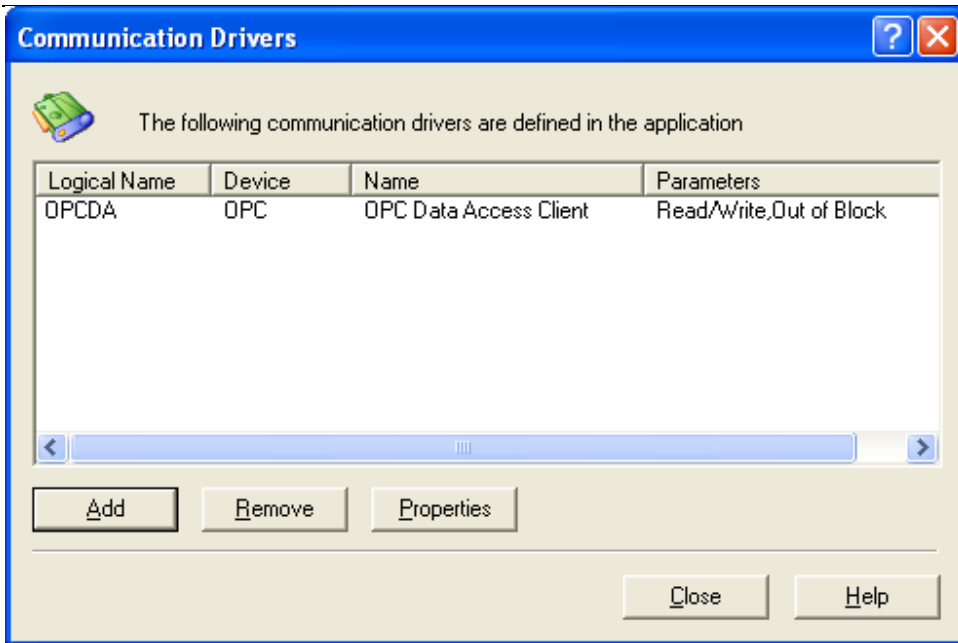 Communication Drivers
The following communication drivers are defined in the application
Logical Name Device Name Parameters
OPCDA OPC OPC Data Access Client Read/Write,Out of Block
Add Remove Properties
Close Help